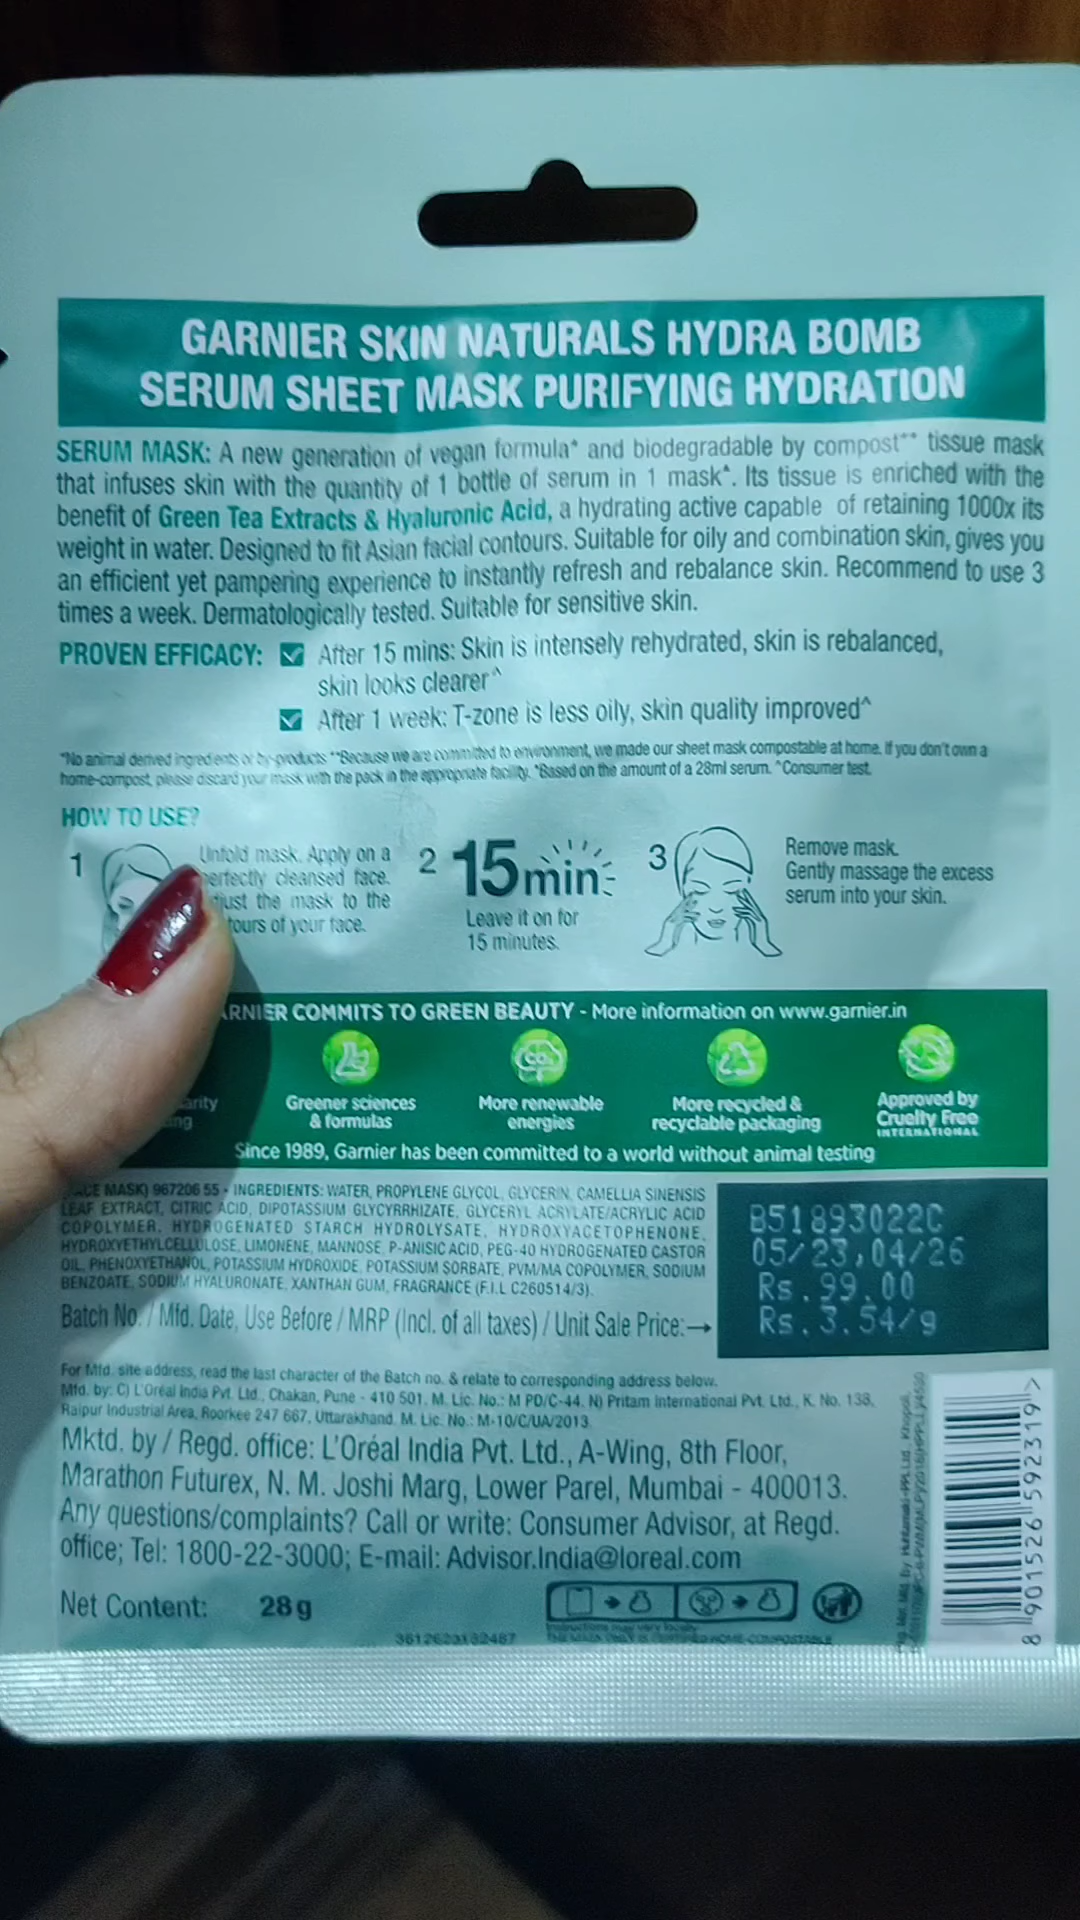 GARNIER SKIN NATURALS HYDRA BOMB
SERUM SHEET MASK PURIFYING HYDRATION
SERUM MASK: A new generation of vegan formula* and biodegradable by compost** tissue mask
that infuses skin with the quantity of 1 bottle of serum in 1 mask*. Its tissue is enriched with the
benefit of Green Tea Extracts & Hyaluronic Acid, a hydrating active capable of retaining 1000x its
weight in water. Designed to fit Asian facial contours. Suitable for oily and combination skin, gives you
an efficient yet pampering experience to instantly refresh and rebalance skin. Recommend to use 3
times a week. Dermatologically tested. Suitable for sensitive skin.
PROVEN EFFICACY: After 15 mins: Skin is intensely rehydrated, skin is rebalanced,
skin looks clearer^
After 1 week: T-zone is less oily, skin quality improved^
*No animal derived ingredients or by-products **Because we are committed to environment, we made our sheet mask compostable at home. If you don't own a
home-compost, please discard your mask with the pack in the appropriate facility. *Based on the amount of a 28ml serum. ^Consumer test.
HOW TO USE?
1
Unfold mask. Apply on a
erfectly cleansed face.
just the mask to the
tours of your face.
2 15min
Leave it on for
15 minutes.
3
Remove mask.
Gently massage the excess
serum into your skin.
RNIER COMMITS TO GREEN BEAUTY - More information on www.garnier.in
arity
ng
Greener sciences
& formulas
CO₂
More renewable
energies
More recycled &
recyclable packaging
Approved by
Cruelty Free
INTERNATIONAL
Since 1989, Garnier has been committed to a world without animal testing
ACE MASK) 967206 55 - INGREDIENTS: WATER, PROPYLENE GLYCOL, GLYCERIN, CAMELLIA SINENSIS
LEAF EXTRACT, CITRIC ACID, DIPOTASSIUM GLYCYRRHIZATE, GLYCERYL ACRYLATE/ACRYLIC ACID
COPOLYMER, HYDROGENATED STARCH HYDROLYSATE, HYDROXYACETOPHENONE,
HYDROXYETHYLCELLULOSE, LIMONENE, MANNOSE, P-ANISIC ACID, PEG-40 HYDROGENATED CASTOR
OIL, PHENOXYETHANOL, POTASSIUM HYDROXIDE, POTASSIUM SORBATE, PVM/MA COPOLYMER, SODIUM
BENZOATE, SODIUM HYALURONATE, XANTHAN GUM, FRAGRANCE (F.I.L C260514/3).
Batch No. / Mfd. Date, Use Before / MRP (Incl. of all taxes) / Unit Sale Price:→
B51893022C
05/23,04/26
Rs.99.00
Rs.3.54/g
For Mfd. site address, read the last character of the Batch no. & relate to corresponding address below.
Mfd. by: C) L'Oréal India Pvt. Ltd., Chakan, Pune - 410 501. M. Lic. No.: M PD/C-44. N) Pritam International Pvt. Ltd., K. No. 138,
Raipur Industrial Area, Roorkee 247 667, Uttarakhand. M. Lic. No.: M-10/C/UA/2013.
Mktd. by / Regd. office: L'Oréal India Pvt. Ltd., A-Wing, 8th Floor,
Marathon Futurex, N. M. Joshi Marg, Lower Parel, Mumbai - 400013.
Any questions/complaints? Call or write: Consumer Advisor, at Regd.
office; Tel: 1800-22-3000; E-mail: Advisor.India@loreal.com
Net Content: 28g
8 901526 592319 >